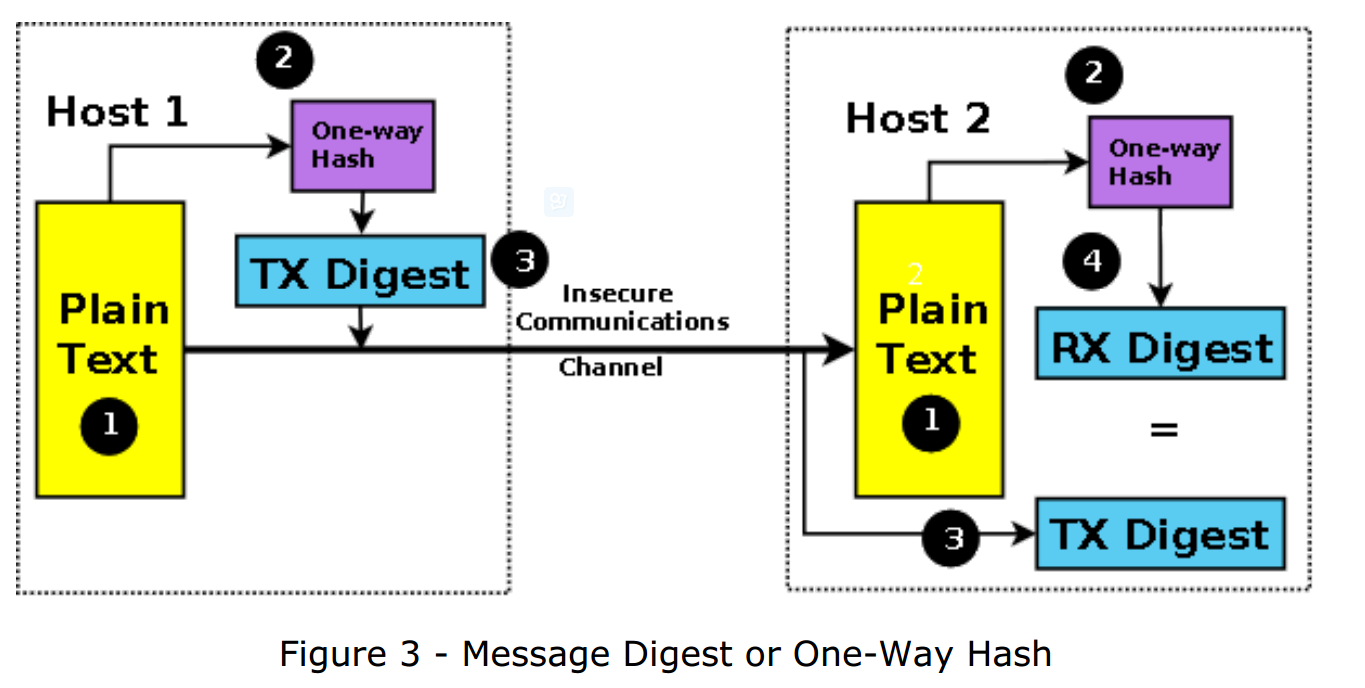 2
Host 1
One-way
Hash
TX Digest
3
Plain
Text
1
Insecure
Communications
Channel
2
Host 2
One-way
Hash
4
2
Plain
Text
1
RX Digest
=
3
TX Digest
Figure 3 - Message Digest or One-Way Hash